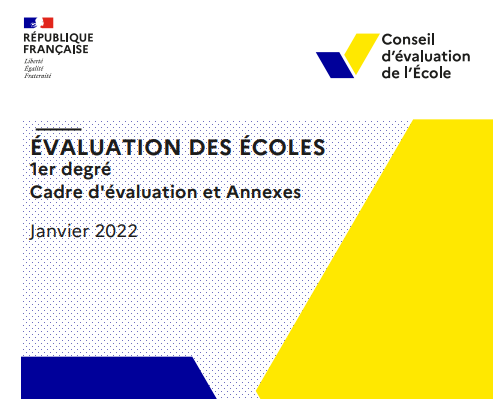 RÉPUBLIQUE
FRANÇAISE
Liberté
Égalité
Fraternité
Conseil
d'évaluation
de l'École
ÉVALUATION DES ÉCOLES
1er degré
Cadre d'évaluation et Annexes
Janvier 2022